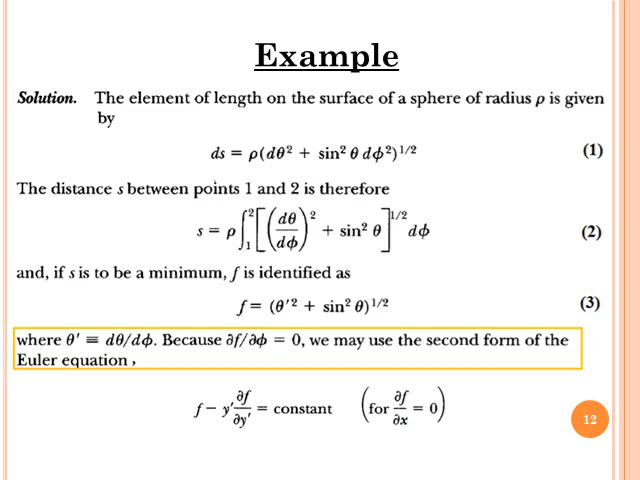 Example
Solution. The element of length on the surface of a sphere of radius ρ is given
by
ds = ρ(dθ² + sin² θ dϕ²)¹/² (1)
The distance s between points 1 and 2 is therefore
s = ρ ∫₁² [(dθ/dϕ)² + sin² θ]¹/² dϕ (2)
and, if s is to be a minimum, f is identified as
f = (θ′² + sin² θ)¹/² (3)
where θ′ ≡ dθ/dϕ. Because ∂f/∂ϕ = 0, we may use the second form of the
Euler equation,
f − y′ ∂f/∂y′ = constant (for ∂f/∂x = 0)
12